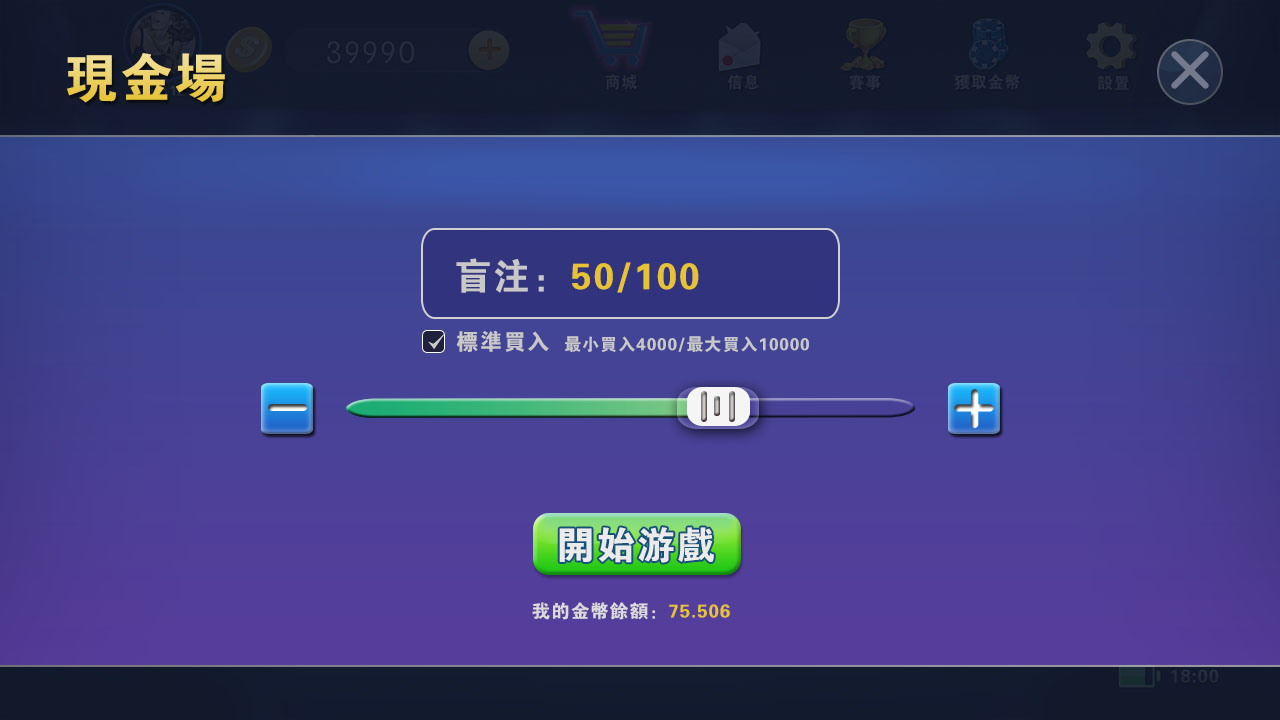 現金場
39990
商城
信息
賽事
獲取金幣
設置
盲注：50/100
標準買入 最小買入4000/最大買入10000
開始游戲
我的金幣餘額：75.506
18:00